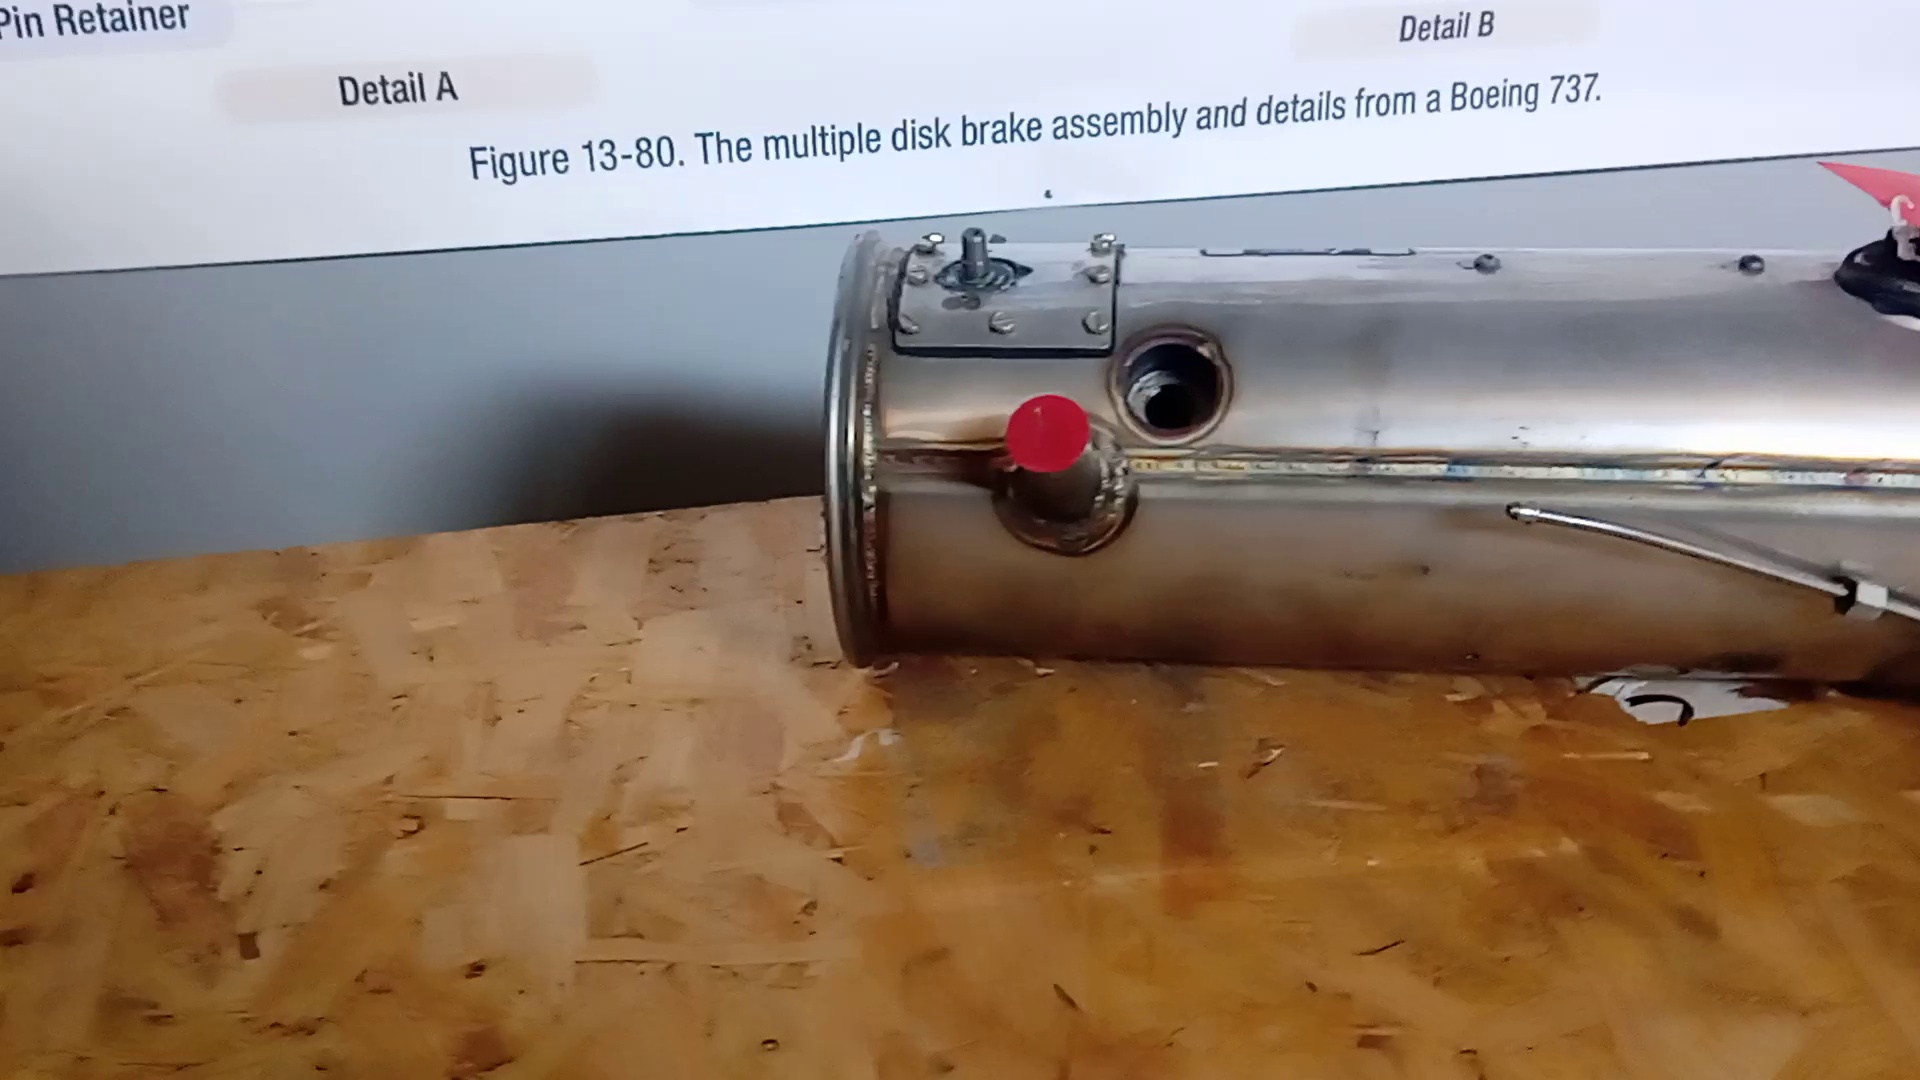 Pin Retainer
Detail B
Detail A
Figure 13-80. The multiple disk brake assembly and details from a Boeing 737.